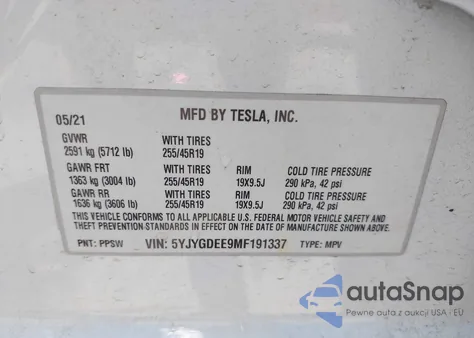 MFD BY TESLA, INC.
05/21
GVWR WITH TIRES
2591 kg (5712 lb) 255/45R19
GAWR FRT WITH TIRES RIM COLD TIRE PRESSURE
1363 kg (3004 lb) 255/45R19 19X9.5J 290 kPa, 42 psi
GAWR RR WITH TIRES RIM COLD TIRE PRESSURE
1636 kg (3606 lb) 255/45R19 19X9.5J 290 kPa, 42 psi
THIS VEHICLE CONFORMS TO ALL APPLICABLE U.S. FEDERAL MOTOR VEHICLE SAFETY AND
THEFT PREVENTION STANDARDS IN EFFECT ON THE DATE OF MANUFACTURE SHOWN ABOVE.
PNT: PPSW VIN: 5YJYGDEE9MF191337 TYPE: MPV
autoSnap
Pewne auta z aukcji USA - EU